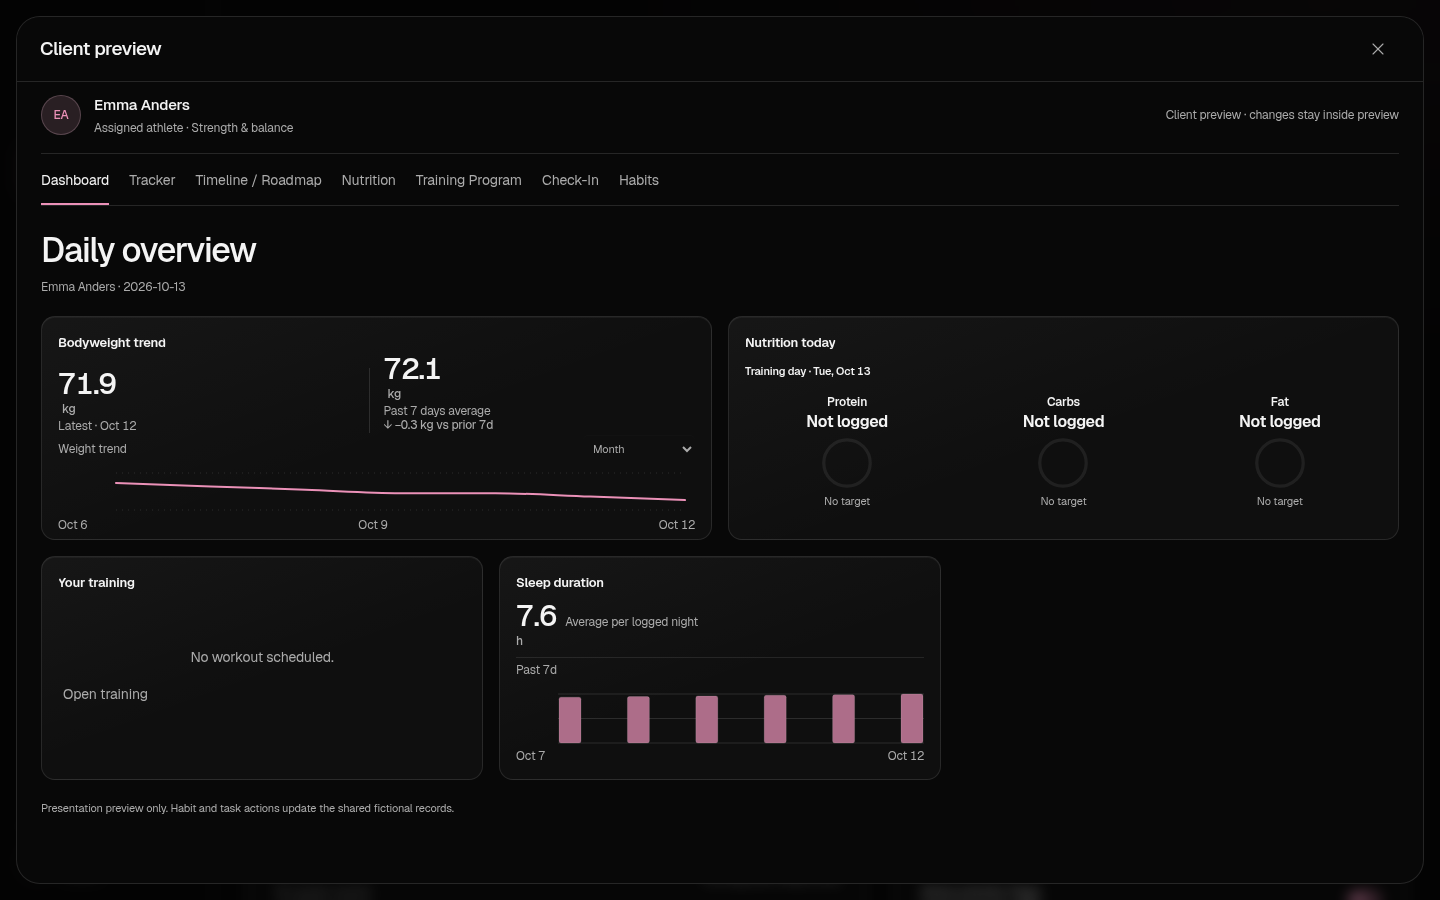 Client preview
EA
Emma Anders
Assigned athlete · Strength & balance
Client preview · changes stay inside preview
Dashboard
Tracker
Timeline / Roadmap
Nutrition
Training Program
Check-In
Habits
Daily overview
Emma Anders · 2026-10-13
Bodyweight trend
71.9
kg
Latest · Oct 12
72.1
kg
Past 7 days average
↓ −0.3 kg vs prior 7d
Weight trend
Month
Oct 6
Oct 9
Oct 12
Nutrition today
Training day · Tue, Oct 13
Protein
Not logged
No target
Carbs
Not logged
No target
Fat
Not logged
No target
Your training
No workout scheduled.
Open training
Sleep duration
7.6 Average per logged night
h
Past 7d
Oct 7
Oct 12
Presentation preview only. Habit and task actions update the shared fictional records.